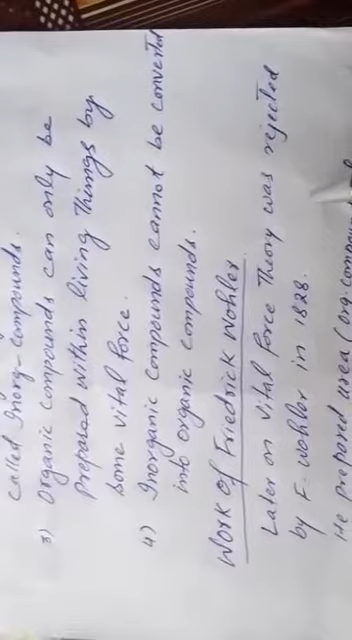 called Inorg-compounds.
3) Organic compounds can only be
prepared within living things by
some vital force.
4) Inorganic compounds cannot be converted
into organic compounds.
Work of Friedrick Wohler
Later on Vital force Theory was rejected
by F. Wohler in 1828.
He prepared urea (org. compound